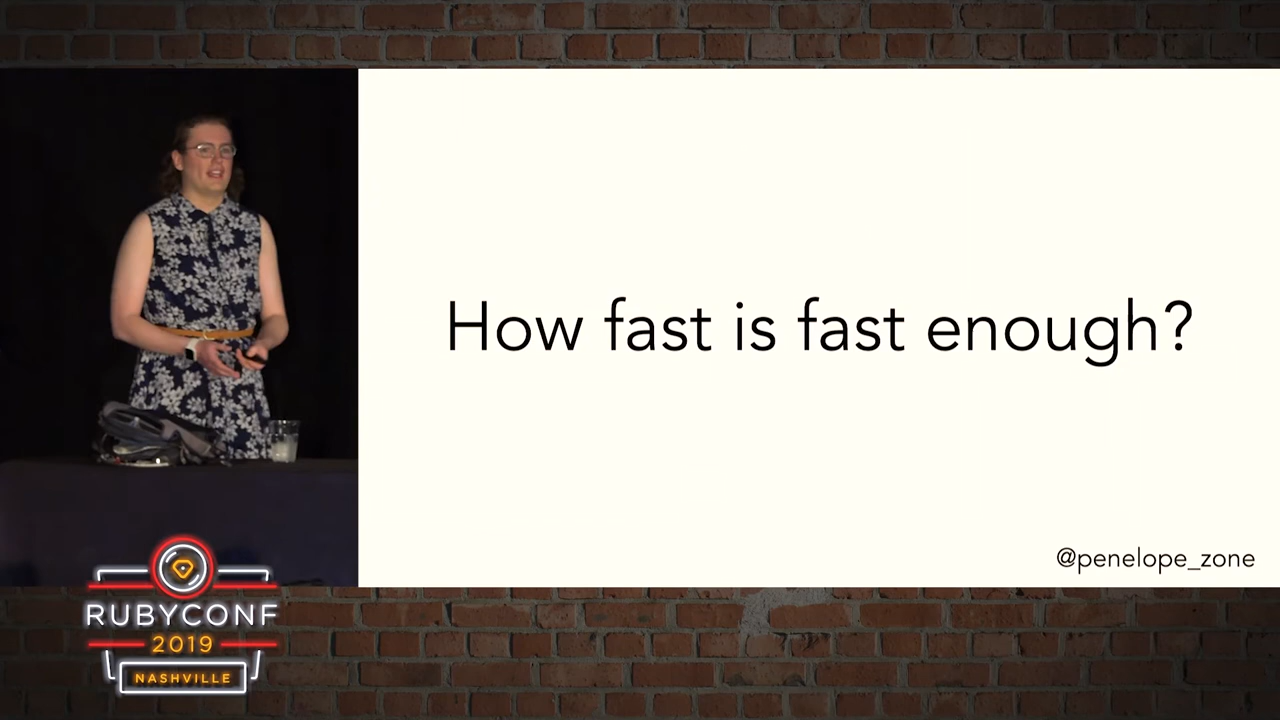 How fast is fast enough?
@penelope_zone
RUBYCONF
2019
NASHVILLE